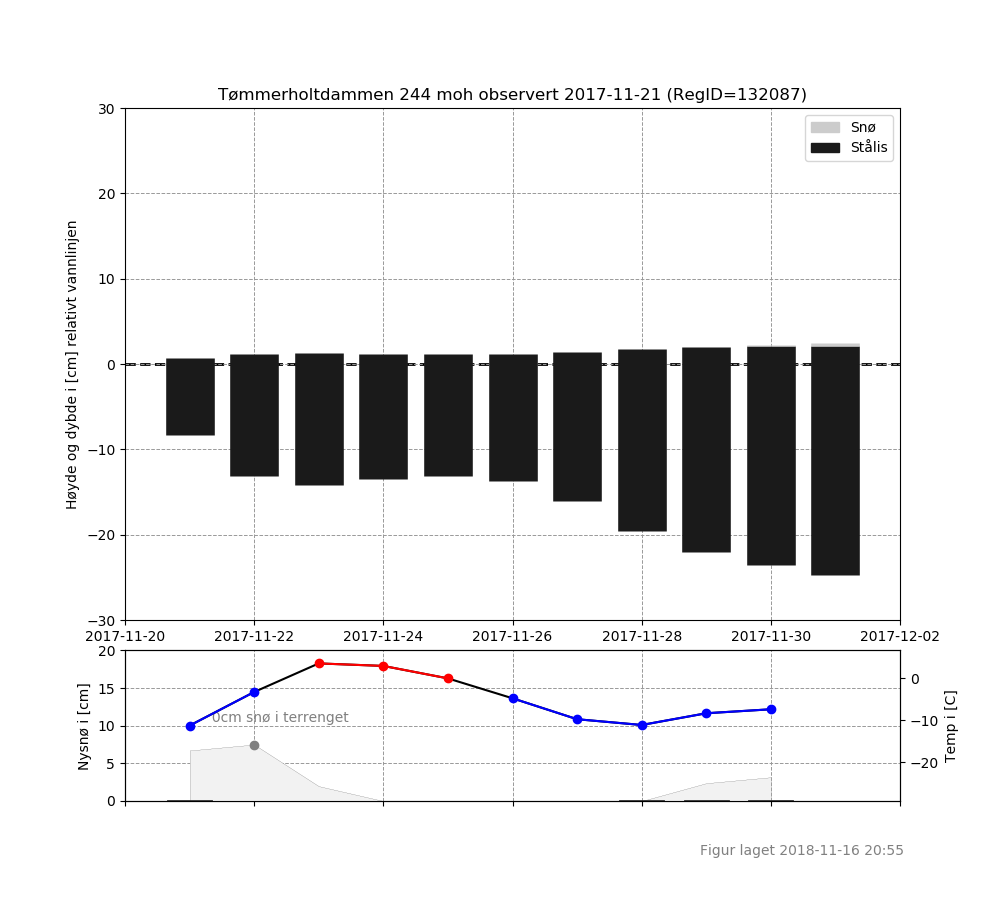 Tømmerholtdammen 244 moh observert 2017-11-21 (RegID=132087)
Snø
Stålis
Høyde og dybde i [cm] relativt vannlinjen
30
20
10
0
−10
−20
−30
2017-11-20 2017-11-22 2017-11-24 2017-11-26 2017-11-28 2017-11-30 2017-12-02
Nysnø i [cm]
20
15
10
5
0
0cm snø i terrenget
0
−10
−20
Temp i [C]
Figur laget 2018-11-16 20:55